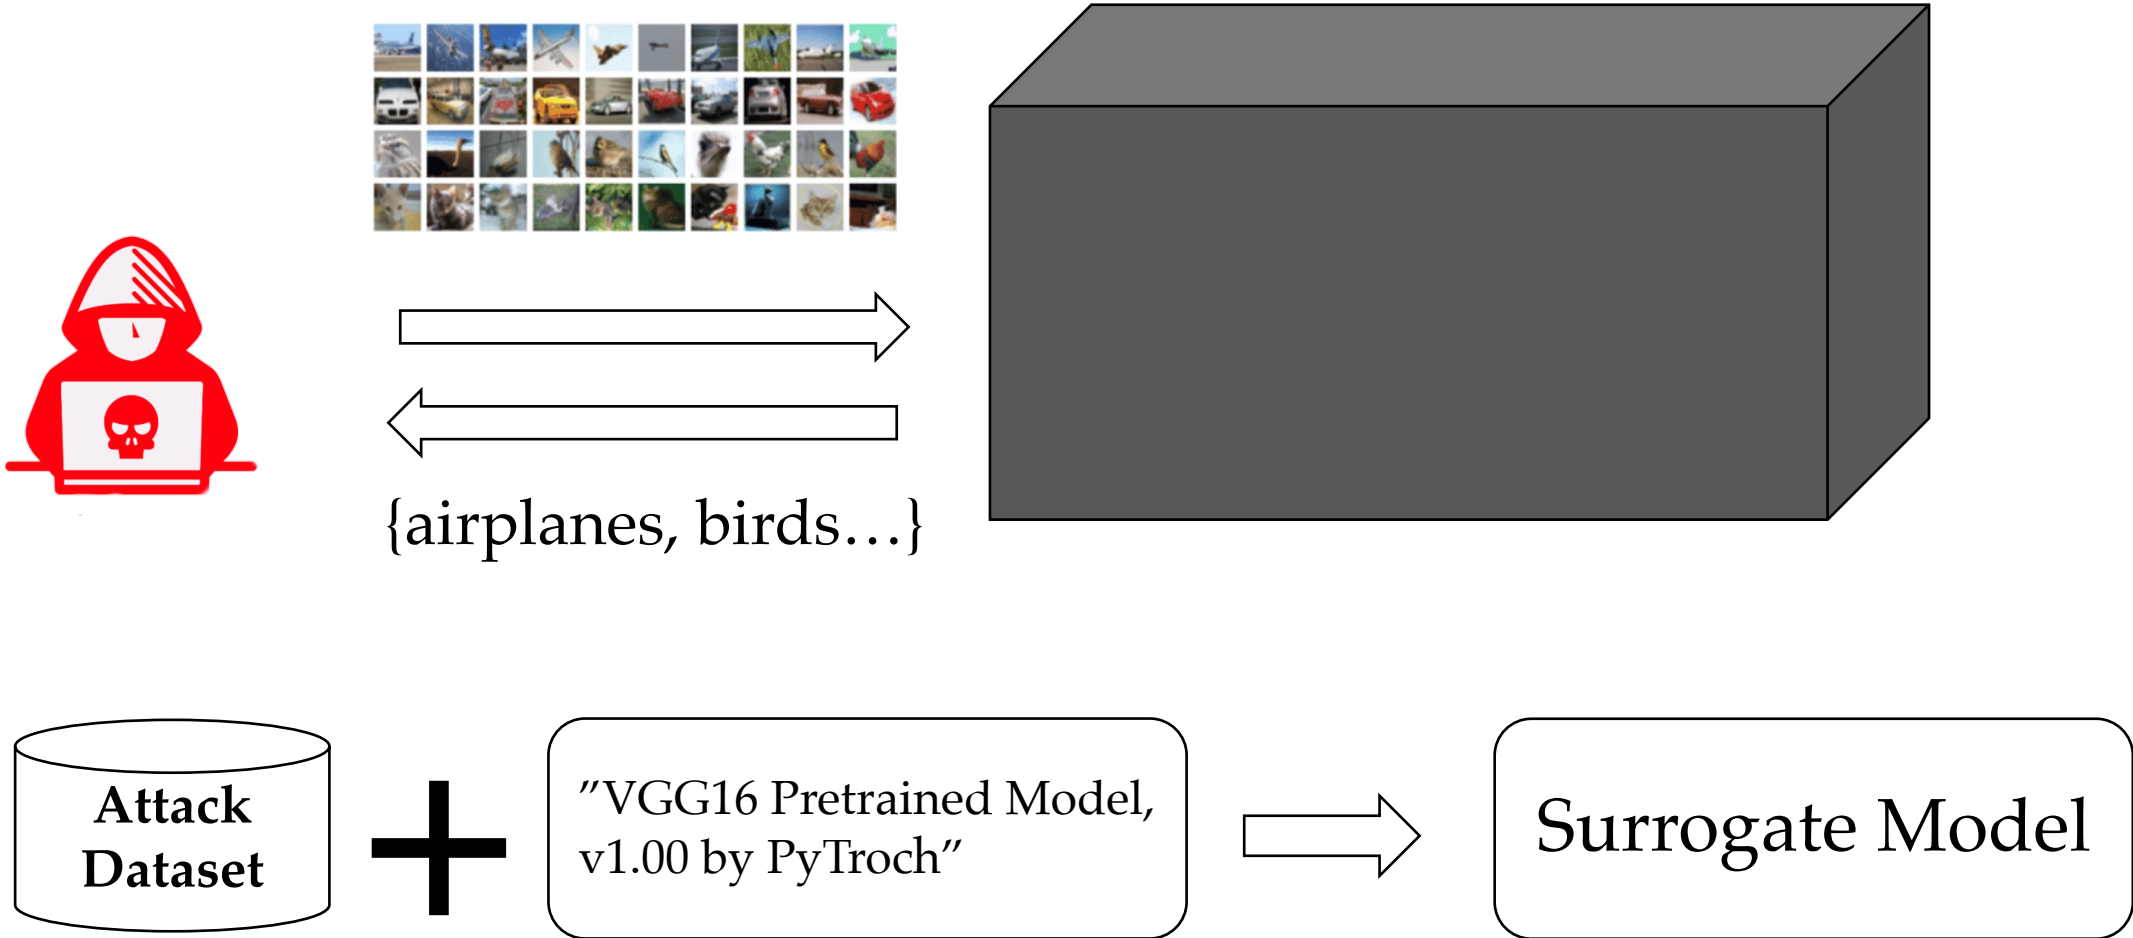 {airplanes, birds…}
Attack
Dataset
”VGG16 Pretrained Model,
v1.00 by PyTroch”
Surrogate Model